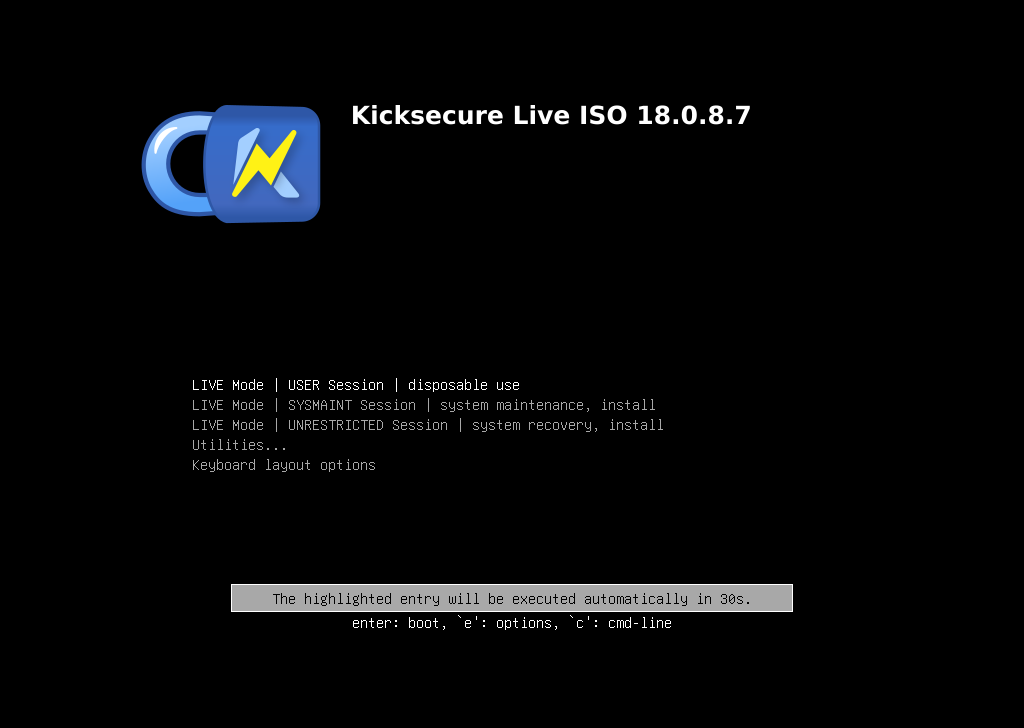 Kicksecure Live ISO 18.0.8.7
LIVE Mode | USER Session | disposable use
LIVE Mode | SYSMAINT Session | system maintenance, install
LIVE Mode | UNRESTRICTED Session | system recovery, install
Utilities...
Keyboard layout options
The highlighted entry will be executed automatically in 30s.
enter: boot, `e': options, `c': cmd-line